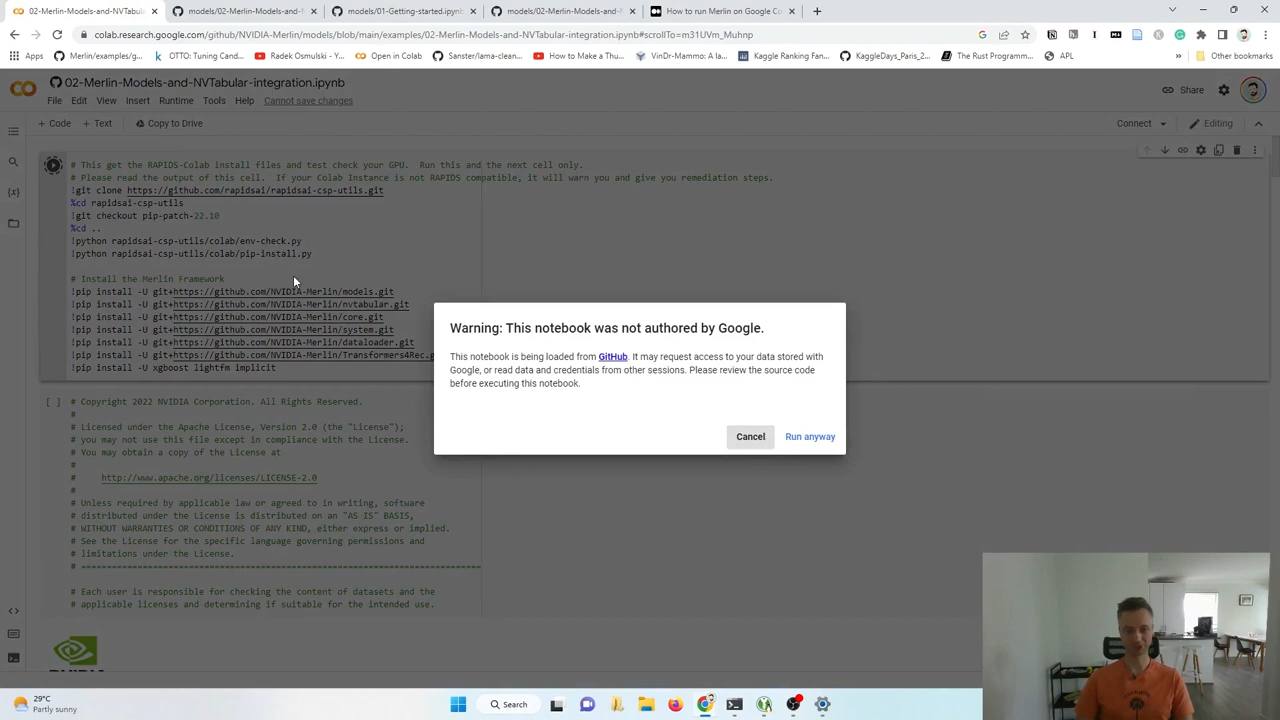 02-Merlin-Models-and-NVTabula
models/02-Merlin-Models-and-N
models/01-Getting-started.ipynb
models/02-Merlin-Models-and-N
How to run Merlin on Google Co
colab.research.google.com/github/NVIDIA-Merlin/models/blob/main/examples/02-Merlin-Models-and-NVTabular-integration.ipynb#scrollTo=m31UVm_Muhnp
Apps
Merlin/examples/g...
OTTO: Tuning Cand...
Radek Osmulski - Y...
Open in Colab
Sanster/lama-clean...
How to Make a Thu...
VinDr-Mammo: A lar...
Kaggle Ranking Fan...
KaggleDays_Paris_2...
The Rust Programm...
APL
»
Other bookmarks
02-Merlin-Models-and-NVTabular-integration.ipynb
File Edit View Insert Runtime Tools Help Cannot save changes
Share
+ Code + Text Copy to Drive
Connect
Editing
# This get the RAPIDS-Colab install files and test check your GPU.  Run this and the next cell only.
# Please read the output of this cell.  If your Colab Instance is not RAPIDS compatible, it will warn you and give you remediation steps.
!git clone https://github.com/rapidsai/rapidsai-csp-utils.git
%cd rapidsai-csp-utils
!git checkout pip-patch-22.10
%cd ..
!python rapidsai-csp-utils/colab/env-check.py
!python rapidsai-csp-utils/colab/pip-install.py
# Install the Merlin Framework
!pip install -U git+https://github.com/NVIDIA-Merlin/models.git
!pip install -U git+https://github.com/NVIDIA-Merlin/nvtabular.git
!pip install -U git+https://github.com/NVIDIA-Merlin/core.git
!pip install -U git+https://github.com/NVIDIA-Merlin/system.git
!pip install -U git+https://github.com/NVIDIA-Merlin/dataloader.git
!pip install -U git+https://github.com/NVIDIA-Merlin/Transformers4Rec.g
!pip install -U xgboost lightfm implicit
Warning: This notebook was not authored by Google.
This notebook is being loaded from GitHub. It may request access to your data stored with
Google, or read data and credentials from other sessions. Please review the source code
before executing this notebook.
Cancel
Run anyway
[ ] # Copyright 2022 NVIDIA Corporation. All Rights Reserved.
#
# Licensed under the Apache License, Version 2.0 (the "License");
# you may not use this file except in compliance with the License.
# You may obtain a copy of the License at
#
#     http://www.apache.org/licenses/LICENSE-2.0
#
# Unless required by applicable law or agreed to in writing, software
# distributed under the License is distributed on an "AS IS" BASIS,
# WITHOUT WARRANTIES OR CONDITIONS OF ANY KIND, either express or implied.
# See the License for the specific language governing permissions and
# limitations under the License.
# ==============================================================================
# Each user is responsible for checking the content of datasets and the
# applicable licenses and determining if suitable for the intended use.
29°C
Partly sunny
Search